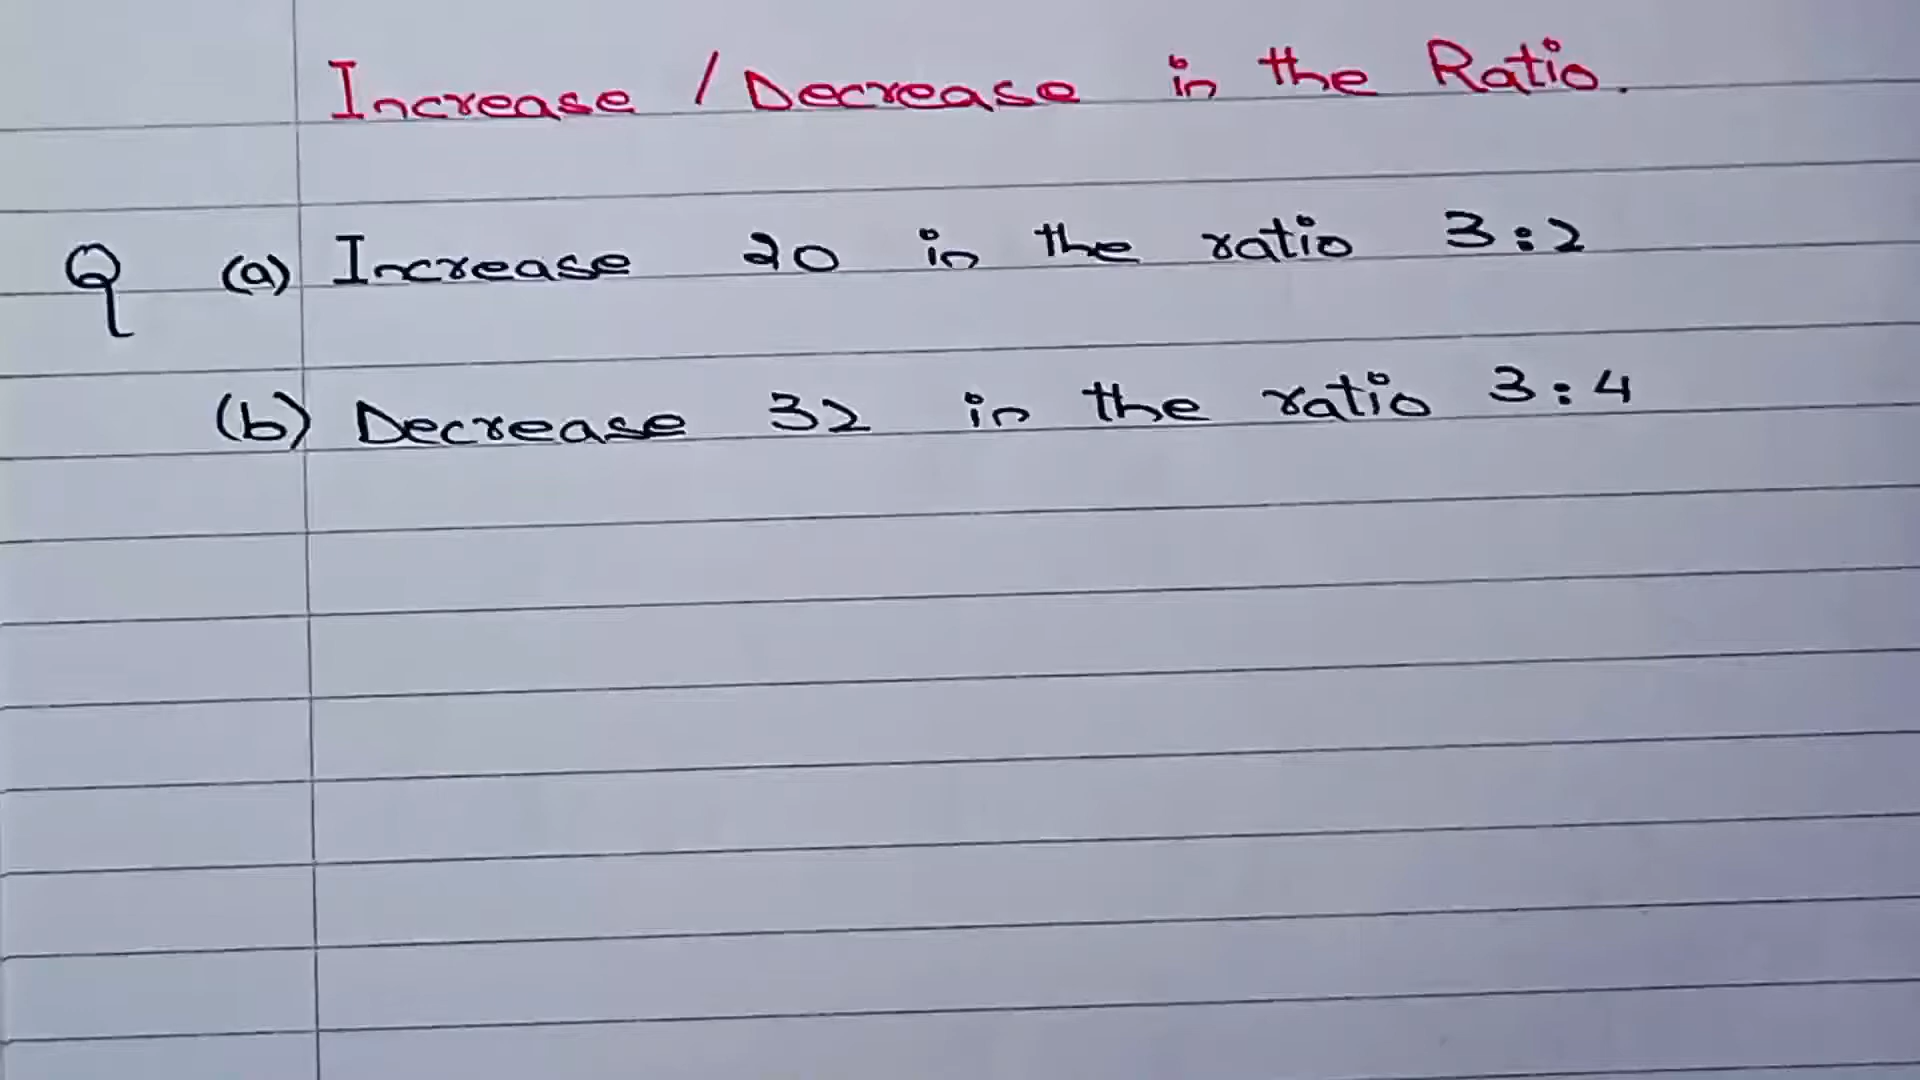 Increase / Decrease in the Ratio.
Q (a) Increase 20 in the ratio 3:2
(b) Decrease 32 in the ratio 3:4